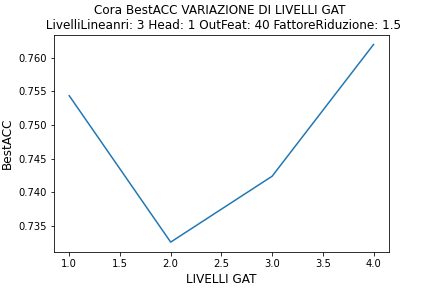 Cora BestACC VARIAZIONE DI LIVELLI GAT
LivelliLineanri: 3 Head: 1 OutFeat: 40 FattoreRiduzione: 1.5
0.760
0.755
0.750
0.745
0.740
0.735
BestACC
1.0 1.5 2.0 2.5 3.0 3.5 4.0
LIVELLI GAT